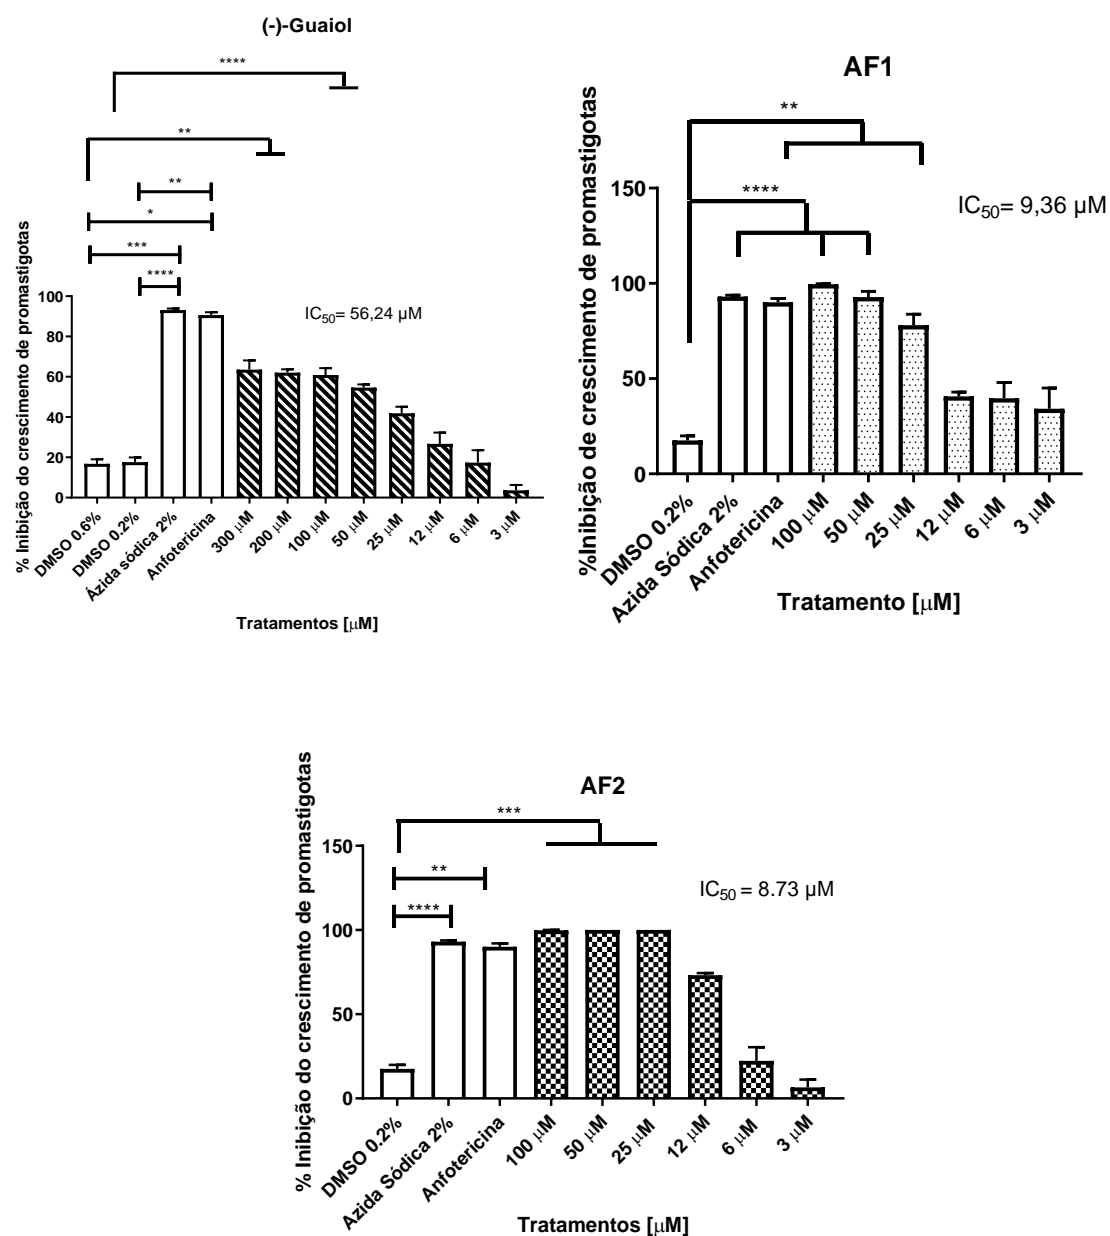 (-)-Guaiol
****
**
**
*
***
****
% Inibição do crescimento de promastigotas
100
80
60
40
20
0
IC50= 56,24 µM
DMSO 0.6%
DMSO 0.2%
Ázida sódica 2%
Anfotericina
300 µM
200 µM
100 µM
50 µM
25 µM
12 µM
6 µM
3 µM
Tratamentos [µM]
AF1
**
****
%Inibição de crescimento de promastigotas
150
100
50
0
IC50= 9,36 µM
DMSO 0.2%
Azida Sódica 2%
Anfotericina
100 µM
50 µM
25 µM
12 µM
6 µM
3 µM
Tratamento [µM]
AF2
***
**
****
% Inibição do crescimento de promastigotas
150
100
50
0
IC50 = 8.73 µM
DMSO 0.2%
Azida Sódica 2%
Anfotericina
100 µM
50 µM
25 µM
12 µM
6 µM
3 µM
Tratamentos [µM]